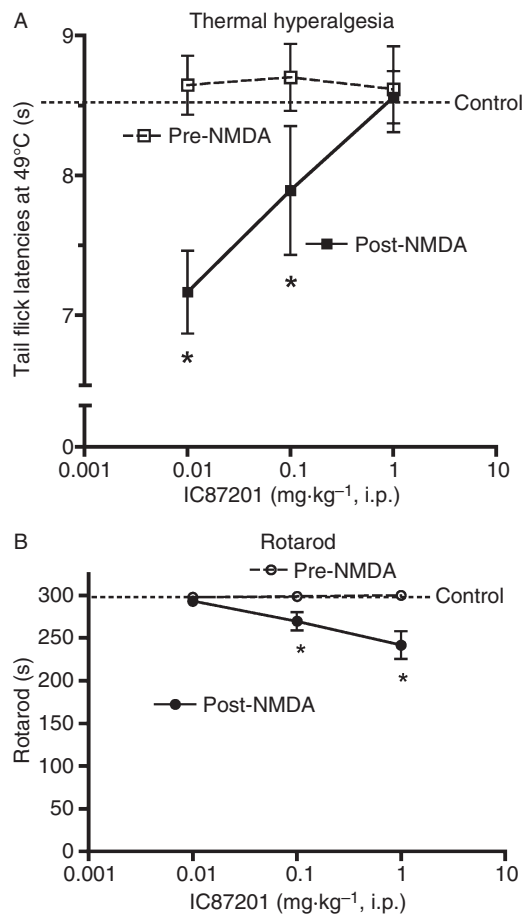 A
Thermal hyperalgesia
Tail flick latencies at 49°C (s)
9
8
7
0
Control
Pre-NMDA
Post-NMDA
*
*
0.001
0.01
0.1
1
10
IC87201 (mg·kg⁻¹, i.p.)
B
Rotarod
Pre-NMDA
Control
Rotarod (s)
300
250
200
150
100
50
0
*
*
Post-NMDA
0.001
0.01
0.1
1
10
IC87201 (mg·kg⁻¹, i.p.)